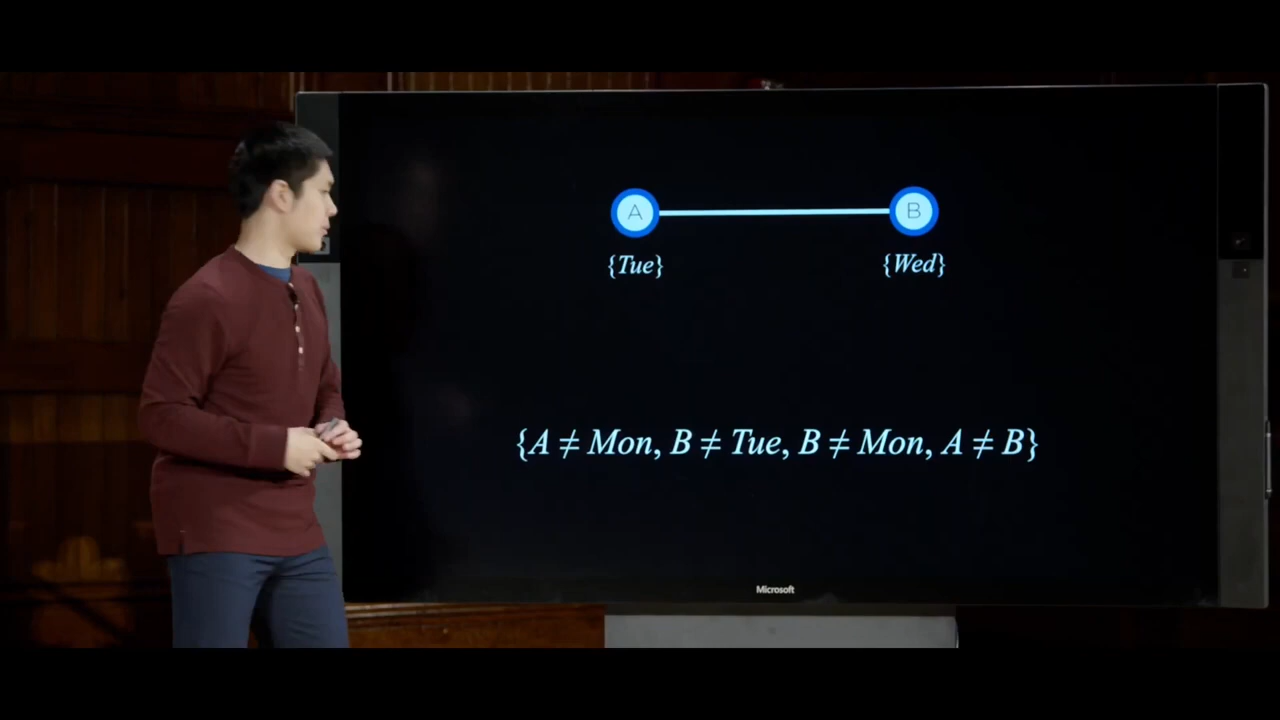 A B
{Tue} {Wed}
{A ≠ Mon, B ≠ Tue, B ≠ Mon, A ≠ B}
Microsoft